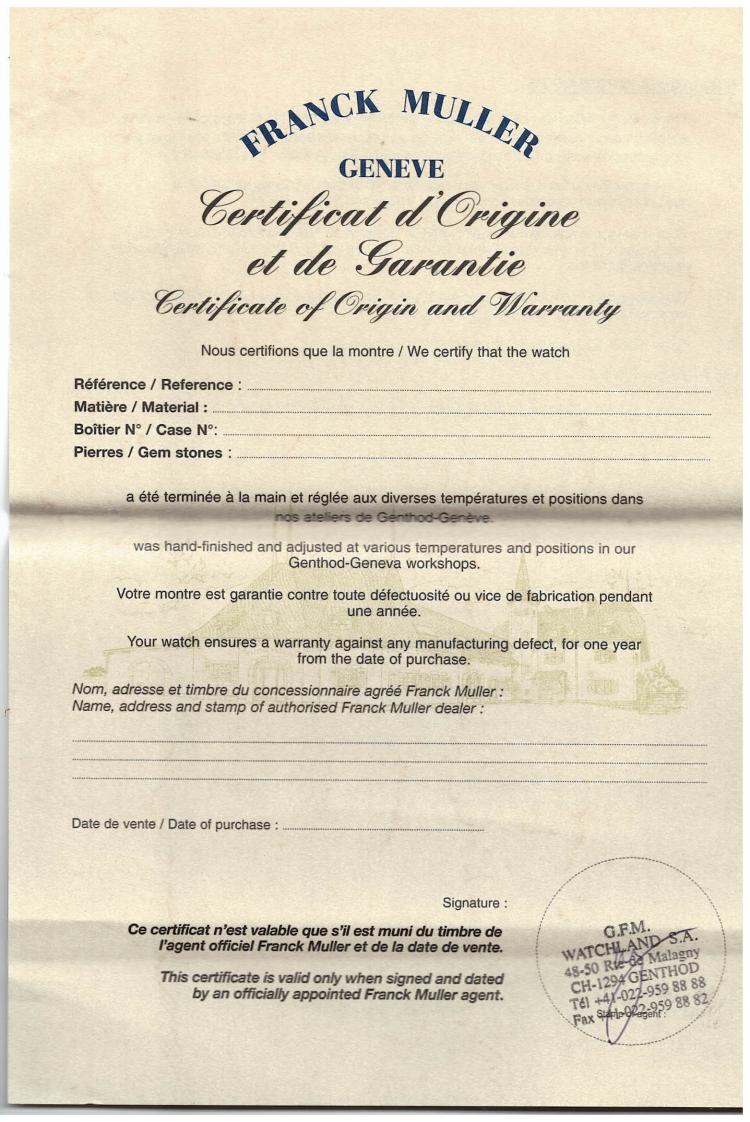 FRANCK MULLER
GENEVE
Certificat d'Origine
et de Garantie
Certificate of Origin and Warranty
Nous certifions que la montre / We certify that the watch
Référence / Reference :
Matière / Material :
Boîtier N° / Case N°:
Pierres / Gem stones :
a été terminée à la main et réglée aux diverses températures et positions dans
nos ateliers de Genthod-Genève.
was hand-finished and adjusted at various temperatures and positions in our
Genthod-Geneva workshops.
Votre montre est garantie contre toute défectuosité ou vice de fabrication pendant
une année.
Your watch ensures a warranty against any manufacturing defect, for one year
from the date of purchase.
Nom, adresse et timbre du concessionnaire agréé Franck Muller :
Name, address and stamp of authorised Franck Muller dealer :
Date de vente / Date of purchase :
Signature :
Ce certificat n'est valable que s'il est muni du timbre de
l'agent officiel Franck Muller et de la date de vente.
This certificate is valid only when signed and dated
by an officially appointed Franck Muller agent.
G.F.M.
WATCHLAND S.A.
48-50 Rte de Malagny
CH-1294 GENTHOD
Tél +41-022-959 88 88
Fax +41-022-959 88 82
Stamp of agent :